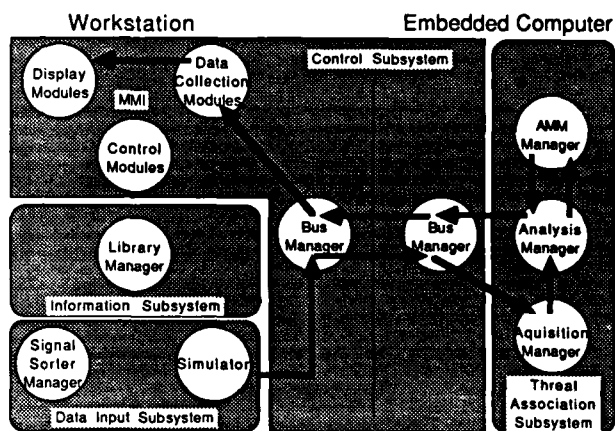 Workstation
Embedded Computer
Display
Modules
Data
Collection
Modules
Control Subsystem
MMI
Control
Modules
AMM
Manager
Bus
Manager
Bus
Manager
Analysis
Manager
Library
Manager
Information Subsystem
Signal
Sorter
Manager
Simulator
Data Input Subsystem
Aquisition
Manager
Threat
Association
Subsystem